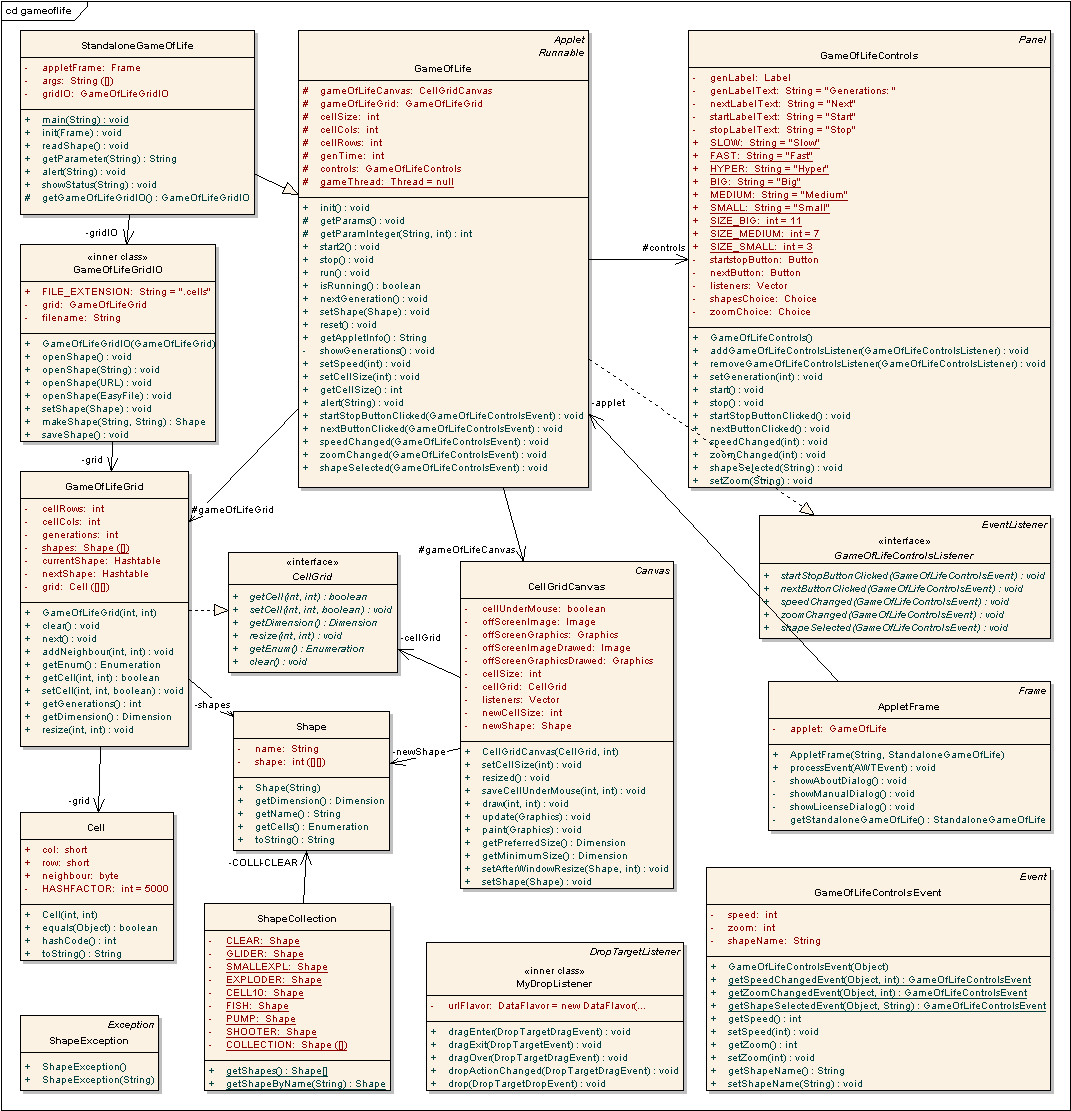 cd gameoflife
StandaloneGameOfLife
- appletFrame: Frame
- args: String ([])
- gridIO: GameOfLifeGridIO
+ main(String) : void
+ init(Frame) : void
+ readShape() : void
+ getParameter(String) : String
+ alert(String) : void
+ showStatus(String) : void
# getGameOfLifeGridIO() : GameOfLifeGridIO
-gridIO
«inner class»
GameOfLifeGridIO
+ FILE_EXTENSION: String = ".cells"
- grid: GameOfLifeGrid
- filename: String
+ GameOfLifeGridIO(GameOfLifeGrid)
+ openShape() : void
+ openShape(String) : void
+ openShape(URL) : void
+ openShape(EasyFile) : void
+ setShape(Shape) : void
+ makeShape(String, String) : Shape
+ saveShape() : void
-grid
GameOfLifeGrid
- cellRows: int
- cellCols: int
- generations: int
- shapes: Shape ([])
- currentShape: Hashtable
- nextShape: Hashtable
- grid: Cell ([][])
+ GameOfLifeGrid(int, int)
+ clear() : void
+ next() : void
+ addNeighbour(int, int) : void
+ getEnum() : Enumeration
+ getCell(int, int) : boolean
+ setCell(int, int, boolean) : void
+ getGenerations() : int
+ getDimension() : Dimension
+ resize(int, int) : void
-grid
Cell
+ col: short
+ row: short
+ neighbour: byte
- HASHFACTOR: int = 5000
+ Cell(int, int)
+ equals(Object) : boolean
+ hashCode() : int
+ toString() : String
Exception
ShapeException
+ ShapeException()
+ ShapeException(String)
Applet
Runnable
GameOfLife
# gameOfLifeCanvas: CellGridCanvas
# gameOfLifeGrid: GameOfLifeGrid
# cellSize: int
# cellCols: int
# cellRows: int
# genTime: int
# controls: GameOfLifeControls
# gameThread: Thread = null
+ init() : void
# getParams() : void
# getParamInteger(String, int) : int
+ start2() : void
+ stop() : void
+ run() : void
+ isRunning() : boolean
+ nextGeneration() : void
+ setShape(Shape) : void
+ reset() : void
+ getAppletInfo() : String
- showGenerations() : void
+ setSpeed(int) : void
+ setCellSize(int) : void
+ getCellSize() : int
+ alert(String) : void
+ startStopButtonClicked(GameOfLifeControlsEvent) : void
+ nextButtonClicked(GameOfLifeControlsEvent) : void
+ speedChanged(GameOfLifeControlsEvent) : void
+ zoomChanged(GameOfLifeControlsEvent) : void
+ shapeSelected(GameOfLifeControlsEvent) : void
#gameOfLifeGrid
#gameOfLifeCanvas
#controls
-applet
«interface»
CellGrid
+ getCell(int, int) : boolean
+ setCell(int, int, boolean) : void
+ getDimension() : Dimension
+ resize(int, int) : void
+ getEnum() : Enumeration
+ clear() : void
-cellGrid
-shapes
Shape
- name: String
- shape: int ([][])
+ Shape(String)
+ getDimension() : Dimension
+ getName() : String
+ getCells() : Enumeration
+ toString() : String
-newShape
-COLLI-CLEAR
ShapeCollection
- CLEAR: Shape
- GLIDER: Shape
- SMALLEXPL: Shape
- EXPLODER: Shape
- CELL10: Shape
- FISH: Shape
- PUMP: Shape
- SHOOTER: Shape
- COLLECTION: Shape ([])
+ getShapes() : Shape[]
+ getShapeByName(String) : Shape
Canvas
CellGridCanvas
- cellUnderMouse: boolean
- offScreenImage: Image
- offScreenGraphics: Graphics
- offScreenImageDrawed: Image
- offScreenGraphicsDrawed: Graphics
- cellSize: int
- cellGrid: CellGrid
- listeners: Vector
- newCellSize: int
- newShape: Shape
+ CellGridCanvas(CellGrid, int)
+ setCellSize(int) : void
+ resized() : void
+ saveCellUnderMouse(int, int) : void
+ draw(int, int) : void
+ update(Graphics) : void
+ paint(Graphics) : void
+ getPreferredSize() : Dimension
+ getMinimumSize() : Dimension
+ setAfterWindowResize(Shape, int) : void
+ setShape(Shape) : void
DropTargetListener
«inner class»
MyDropListener
- urlFlavor: DataFlavor = new DataFlavor(...
+ dragEnter(DropTargetDragEvent) : void
+ dragExit(DropTargetEvent) : void
+ dragOver(DropTargetDragEvent) : void
+ dropActionChanged(DropTargetDragEvent) : void
+ drop(DropTargetDropEvent) : void
Panel
GameOfLifeControls
- genLabel: Label
- genLabelText: String = "Generations: "
- nextLabelText: String = "Next"
- startLabelText: String = "Start"
- stopLabelText: String = "Stop"
+ SLOW: String = "Slow"
+ FAST: String = "Fast"
+ HYPER: String = "Hyper"
+ BIG: String = "Big"
+ MEDIUM: String = "Medium"
+ SMALL: String = "Small"
+ SIZE_BIG: int = 11
+ SIZE_MEDIUM: int = 7
+ SIZE_SMALL: int = 3
- startstopButton: Button
- nextButton: Button
- listeners: Vector
- shapesChoice: Choice
- zoomChoice: Choice
+ GameOfLifeControls()
+ addGameOfLifeControlsListener(GameOfLifeControlsListener) : void
+ removeGameOfLifeControlsListener(GameOfLifeControlsListener) : void
+ setGeneration(int) : void
+ start() : void
+ stop() : void
+ startStopButtonClicked() : void
+ nextButtonClicked() : void
+ speedChanged(int) : void
+ zoomChanged(int) : void
+ shapeSelected(String) : void
+ setZoom(String) : void
EventListener
«interface»
GameOfLifeControlsListener
+ startStopButtonClicked(GameOfLifeControlsEvent) : void
+ nextButtonClicked(GameOfLifeControlsEvent) : void
+ speedChanged(GameOfLifeControlsEvent) : void
+ zoomChanged(GameOfLifeControlsEvent) : void
+ shapeSelected(GameOfLifeControlsEvent) : void
Frame
AppletFrame
- applet: GameOfLife
+ AppletFrame(String, StandaloneGameOfLife)
+ processEvent(AWTEvent) : void
- showAboutDialog() : void
- showManualDialog() : void
- showLicenseDialog() : void
- getStandaloneGameOfLife() : StandaloneGameOfLife
Event
GameOfLifeControlsEvent
- speed: int
- zoom: int
- shapeName: String
+ GameOfLifeControlsEvent(Object)
+ getSpeedChangedEvent(Object, int) : GameOfLifeControlsEvent
+ getZoomChangedEvent(Object, int) : GameOfLifeControlsEvent
+ getShapeSelectedEvent(Object, String) : GameOfLifeControlsEvent
+ getSpeed() : int
+ setSpeed(int) : void
+ getZoom() : int
+ setZoom(int) : void
+ getShapeName() : String
+ setShapeName(String) : void